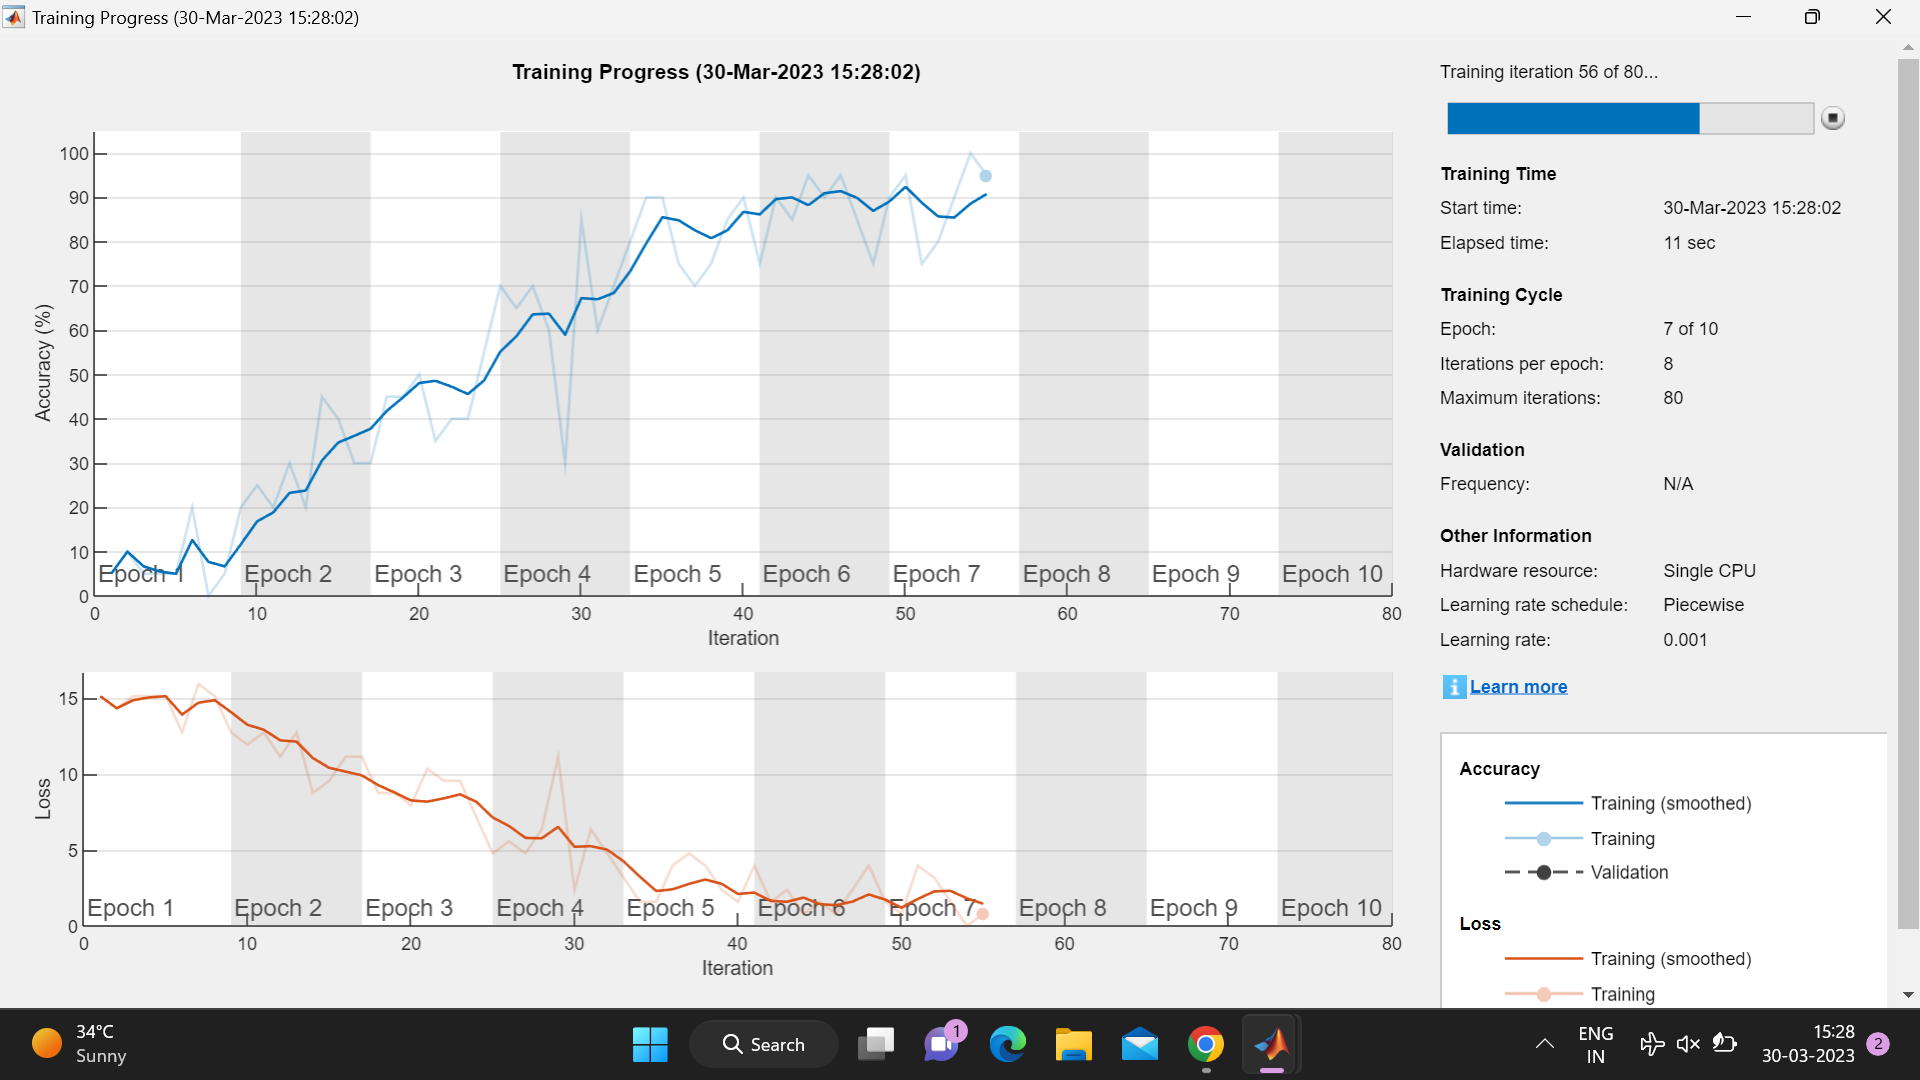 Training Progress (30-Mar-2023 15:28:02)
Training Progress (30-Mar-2023 15:28:02)
100
90
80
70
60
50
40
30
20
10
0
Accuracy (%)
Epoch 1 Epoch 2 Epoch 3 Epoch 4 Epoch 5 Epoch 6 Epoch 7 Epoch 8 Epoch 9 Epoch 10
0 10 20 30 40 50 60 70 80
Iteration
15
10
5
0
Loss
Epoch 1 Epoch 2 Epoch 3 Epoch 4 Epoch 5 Epoch 6 Epoch 7 Epoch 8 Epoch 9 Epoch 10
0 10 20 30 40 50 60 70 80
Iteration
Training iteration 56 of 80...
Training Time
Start time: 30-Mar-2023 15:28:02
Elapsed time: 11 sec
Training Cycle
Epoch: 7 of 10
Iterations per epoch: 8
Maximum iterations: 80
Validation
Frequency: N/A
Other Information
Hardware resource: Single CPU
Learning rate schedule: Piecewise
Learning rate: 0.001
i Learn more
Accuracy
Training (smoothed)
Training
Validation
Loss
Training (smoothed)
Training
34°C
Sunny
Search
1
ENG
IN
15:28
30-03-2023
2